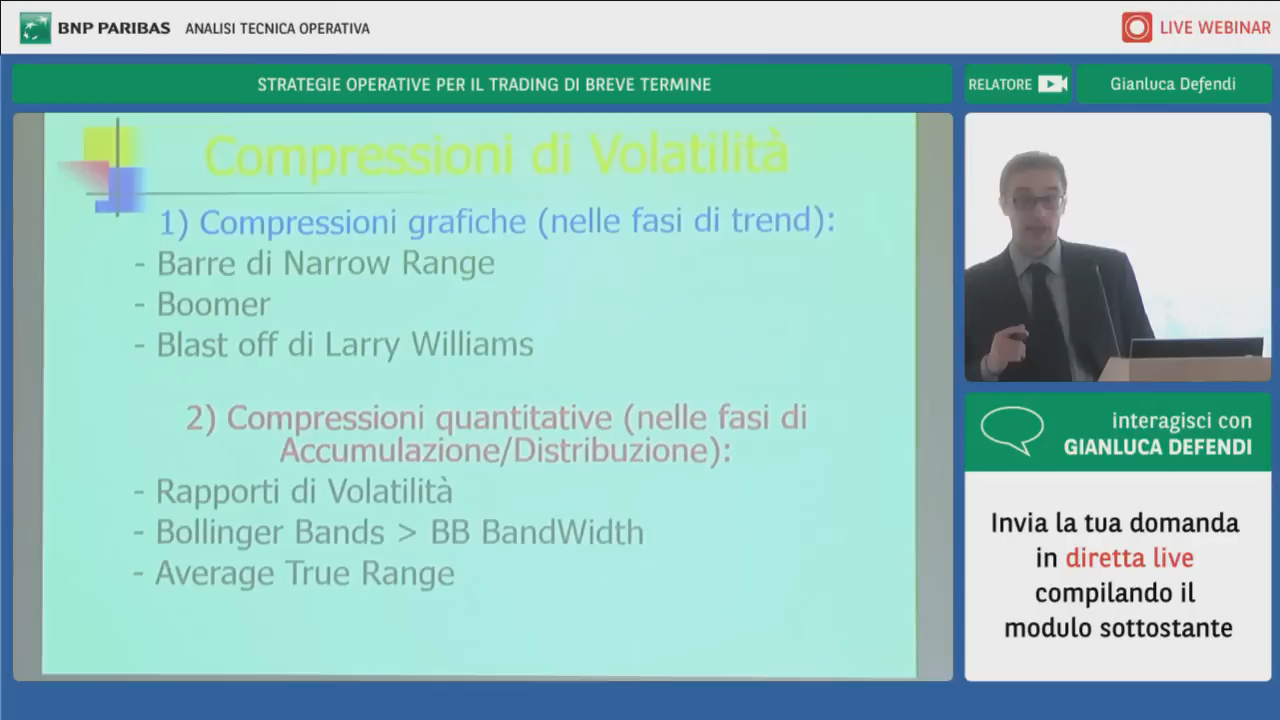 BNP PARIBAS ANALISI TECNICA OPERATIVA
LIVE WEBINAR
STRATEGIE OPERATIVE PER IL TRADING DI BREVE TERMINE
RELATORE
Gianluca Defendi
Compressioni di Volatilità
1) Compressioni grafiche (nelle fasi di trend):
- Barre di Narrow Range
- Boomer
- Blast off di Larry Williams
2) Compressioni quantitative (nelle fasi di
Accumulazione/Distribuzione):
- Rapporti di Volatilità
- Bollinger Bands > BB BandWidth
- Average True Range
interagisci con
GIANLUCA DEFENDI
Invia la tua domanda
in diretta live
compilando il
modulo sottostante